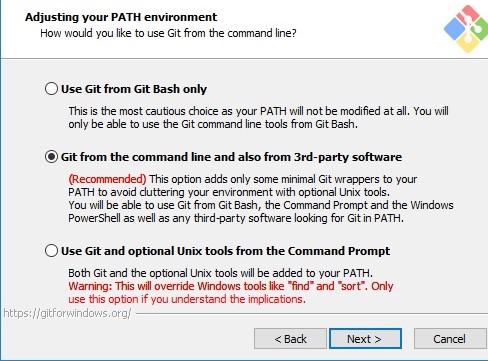 Adjusting your PATH environment
How would you like to use Git from the command line?
Use Git from Git Bash only
This is the most cautious choice as your PATH will not be modified at all. You will
only be able to use the Git command line tools from Git Bash.
Git from the command line and also from 3rd-party software
(Recommended) This option adds only some minimal Git wrappers to your
PATH to avoid cluttering your environment with optional Unix tools.
You will be able to use Git from Git Bash, the Command Prompt and the Windows
PowerShell as well as any third-party software looking for Git in PATH.
Use Git and optional Unix tools from the Command Prompt
Both Git and the optional Unix tools will be added to your PATH.
Warning: This will override Windows tools like "find" and "sort". Only
use this option if you understand the implications.
https://gitforwindows.org/
< Back
Next >
Cancel